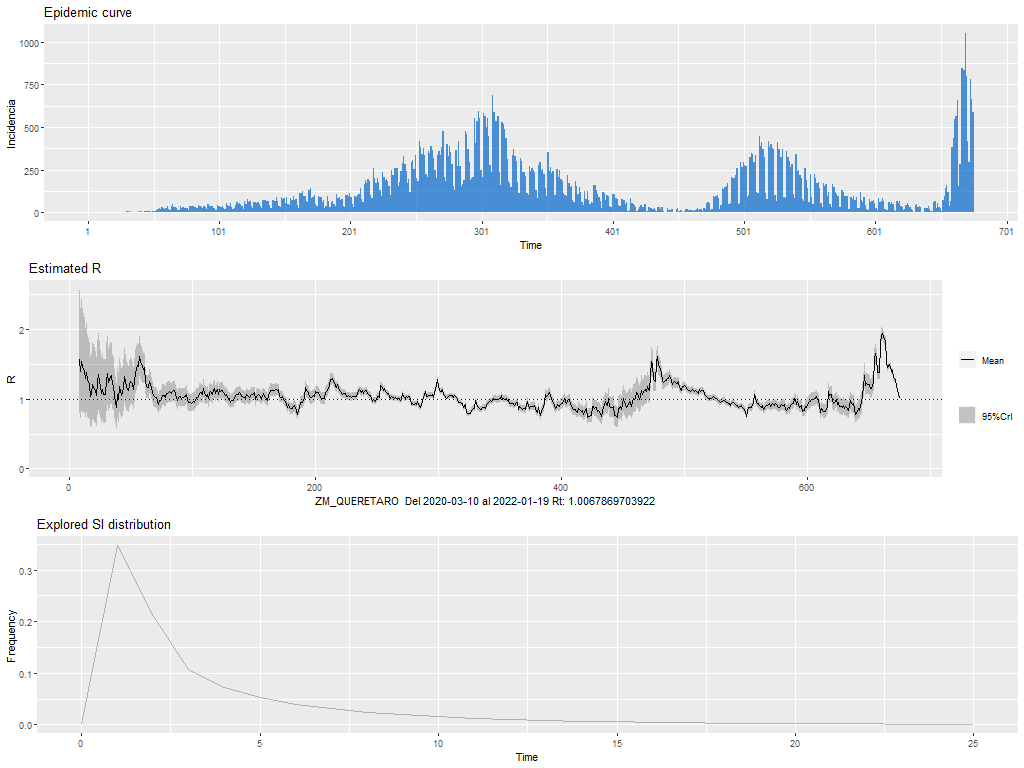 Epidemic curve
Incidencia
1000
750
500
250
0
1 101 201 301 401 501 601 701
Time
Estimated R
R
2
1
0
Mean
95%CrI
0 200 400 600
ZM_QUERETARO Del 2020-03-10 al 2022-01-19 Rt: 1.0067869703922
Explored SI distribution
Frequency
0.3
0.2
0.1
0.0
0 5 10 15 20 25
Time